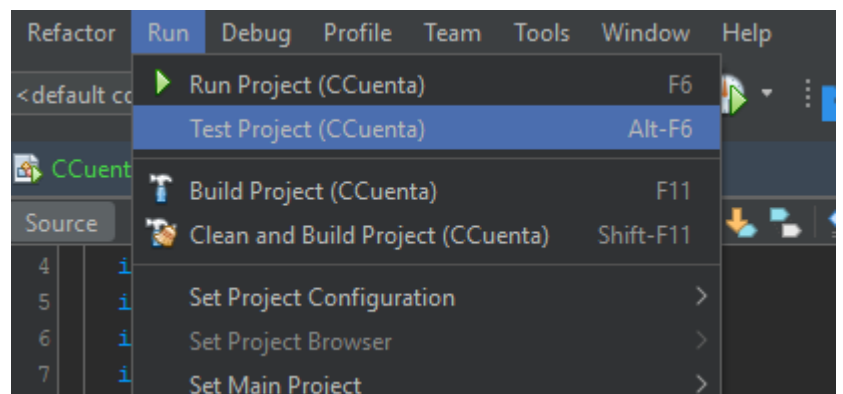 Refactor Run Debug Profile Team Tools Window Help
<default co
Run Project (CCuenta) F6
Test Project (CCuenta) Alt-F6
CCuent
Build Project (CCuenta) F11
Source
Clean and Build Project (CCuenta) Shift-F11
4 i
5 i
Set Project Configuration >
6 i
Set Project Browser >
7 i
Set Main Project >